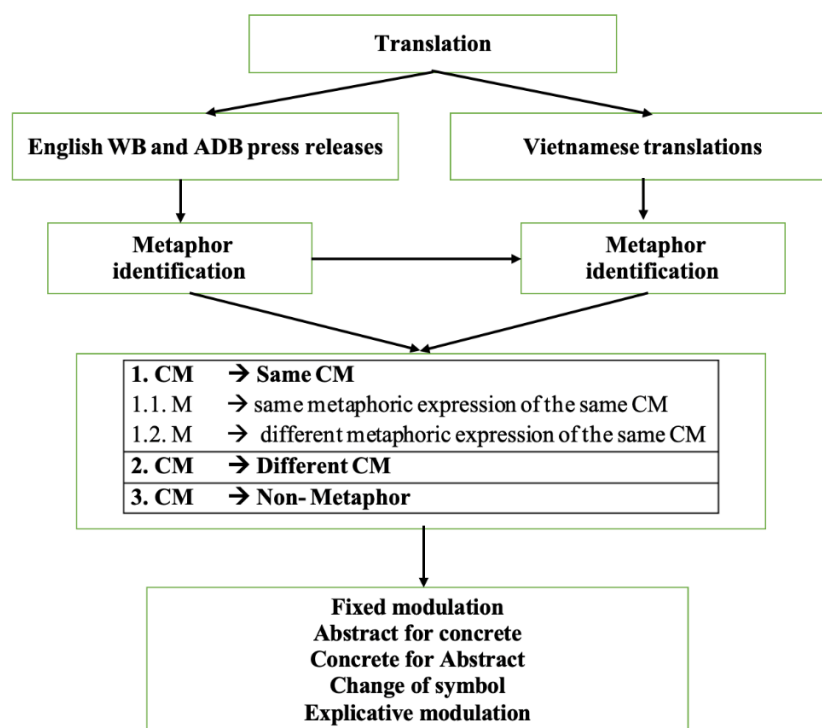 Translation
English WB and ADB press releases
Vietnamese translations
Metaphor
identification
Metaphor
identification
1. CM → Same CM
1.1. M → same metaphoric expression of the same CM
1.2. M → different metaphoric expression of the same CM
2. CM → Different CM
3. CM → Non- Metaphor
Fixed modulation
Abstract for concrete
Concrete for Abstract
Change of symbol
Explicative modulation